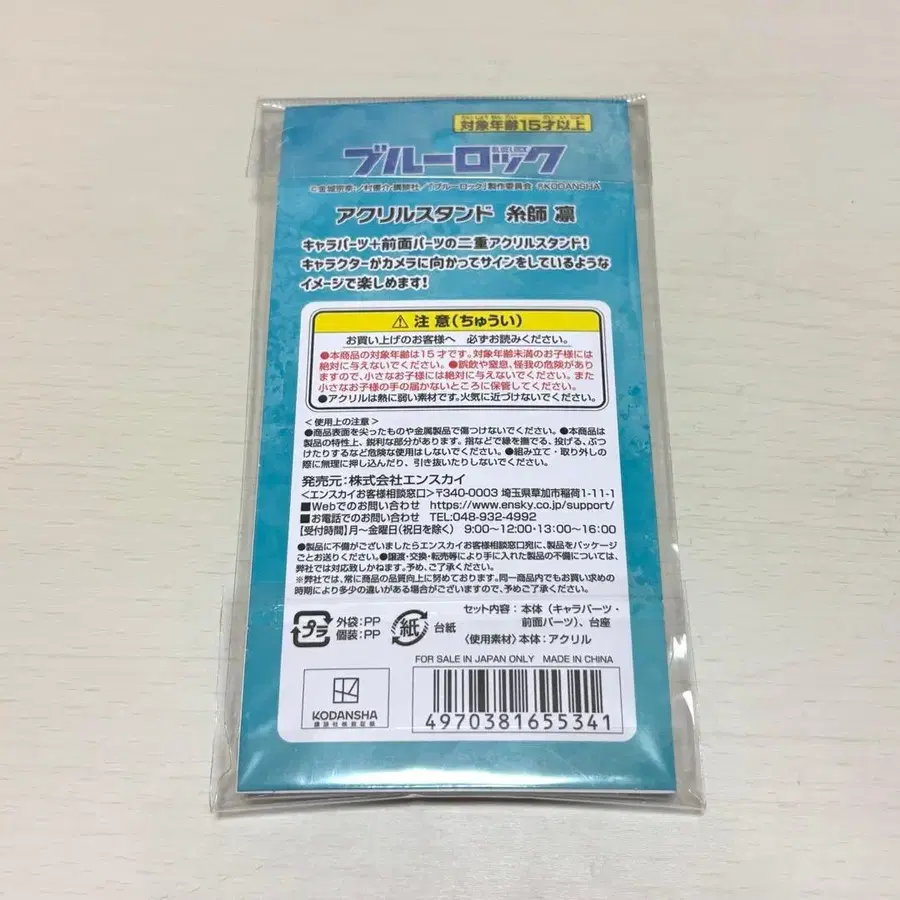 対象年齢15才以上
ブルーロック
BLUELOCK
©金城宗幸・ノ村優介・講談社/「ブルーロック」製作委員会 ®KODANSHA
アクリルスタンド 糸師 凛
キャラパーツ+前面パーツの二重アクリルスタンド!
キャラクターがカメラに向かってサインをしているような
イメージで楽しめます!
⚠ 注意(ちゅうい)
お買い上げのお客様へ 必ずお読みください。
●本商品の対象年齢は15才です。対象年齢未満のお子様には
絶対に与えないでください。●誤飲や窒息、怪我の危険があり
ますので、小さなお子様には絶対に与えないでください。また
小さなお子様の手の届かないところに保管してください。
●アクリルは熱に弱い素材です。火気に近づけないでください。
<使用上の注意>
●商品表面を尖ったものや金属製品で傷つけないでください。●本商品は
製品の特性上、鋭利な部分があります。指などで縁を撫でる、投げる、ぶつ
けたりするなど危険な使用はしないでください。●組み立て・取り外しの
際に無理に押し込んだり、引き抜いたりしないでください。
発売元:株式会社エンスカイ
<エンスカイお客様相談窓口>〒340-0003 埼玉県草加市稲荷1-11-1
■Webでのお問い合わせ https://www.ensky.co.jp/support/
■お電話でのお問い合わせ TEL:048-932-4992
【受付時間】月〜金曜日(祝日を除く) 9:00〜12:00・13:00〜16:00
●製品に不備がございましたらエンスカイお客様相談窓口宛に、製品をパッケージ
ごとお送りください。●譲渡・交換・転売等により手に入れた製品の不備については、
弊社では対応致しかねます。予め、ご了承ください。
※弊社では、常に商品の品質向上に努めております。同一商品内でもお買い求めの
時期により多少の違いがある場合がございますので、予めご了承ください。
プラ 外袋:PP
個装:PP
紙 台紙
セット内容:本体(キャラパーツ・
前面パーツ)、台座
<使用素材>本体:アクリル
FOR SALE IN JAPAN ONLY MADE IN CHINA
KODANSHA
4970381655341